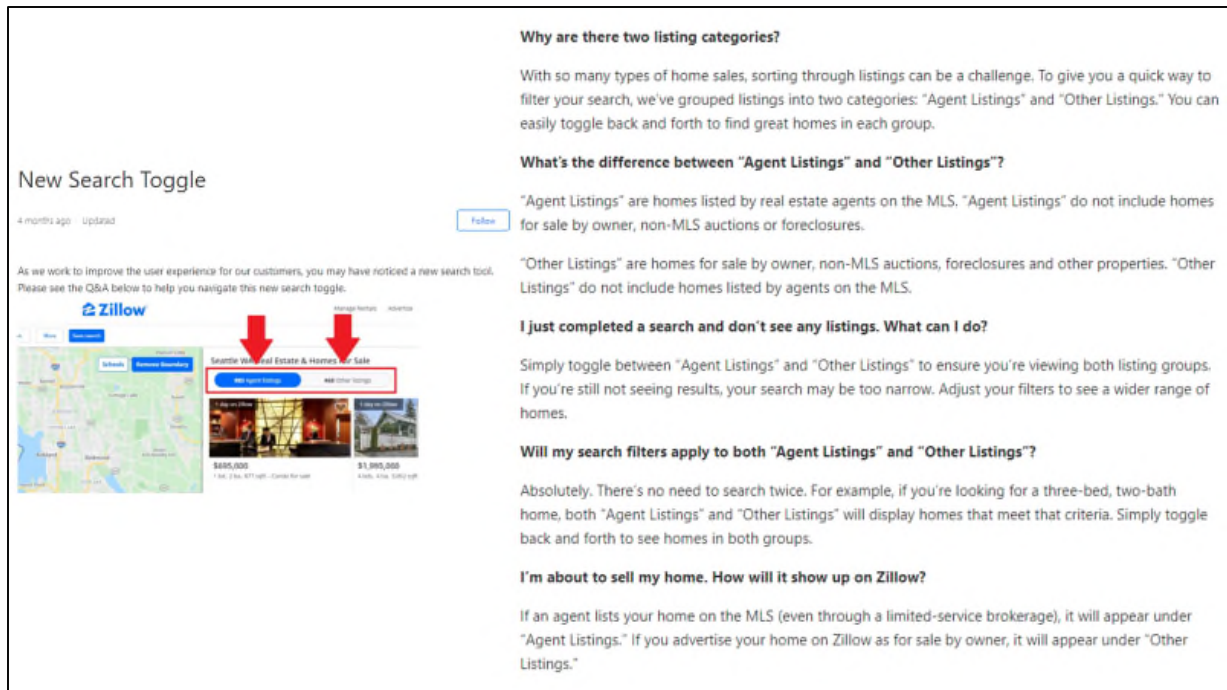 New Search Toggle
4 months ago · Updated
Follow
As we work to improve the user experience for our customers, you may have noticed a new search tool.
Please see the Q&A below to help you navigate this new search toggle.
Zillow
Manage Rentals Advertise
More
Save search
Schools
Remove Boundary
Seattle WA Real Estate & Homes For Sale
Agent listings
Other listings
1 day on Zillow
1 day on Zillow
$695,000
$1,995,000
Why are there two listing categories?
With so many types of home sales, sorting through listings can be a challenge. To give you a quick way to
filter your search, we've grouped listings into two categories: "Agent Listings" and "Other Listings." You can
easily toggle back and forth to find great homes in each group.
What's the difference between "Agent Listings" and "Other Listings"?
"Agent Listings" are homes listed by real estate agents on the MLS. "Agent Listings" do not include homes
for sale by owner, non-MLS auctions or foreclosures.
"Other Listings" are homes for sale by owner, non-MLS auctions, foreclosures and other properties. "Other
Listings" do not include homes listed by agents on the MLS.
I just completed a search and don't see any listings. What can I do?
Simply toggle between "Agent Listings" and "Other Listings" to ensure you're viewing both listing groups.
If you're still not seeing results, your search may be too narrow. Adjust your filters to see a wider range of
homes.
Will my search filters apply to both "Agent Listings" and "Other Listings"?
Absolutely. There's no need to search twice. For example, if you're looking for a three-bed, two-bath
home, both "Agent Listings" and "Other Listings" will display homes that meet that criteria. Simply toggle
back and forth to see homes in both groups.
I'm about to sell my home. How will it show up on Zillow?
If an agent lists your home on the MLS (even through a limited-service brokerage), it will appear under
"Agent Listings." If you advertise your home on Zillow as for sale by owner, it will appear under "Other
Listings."